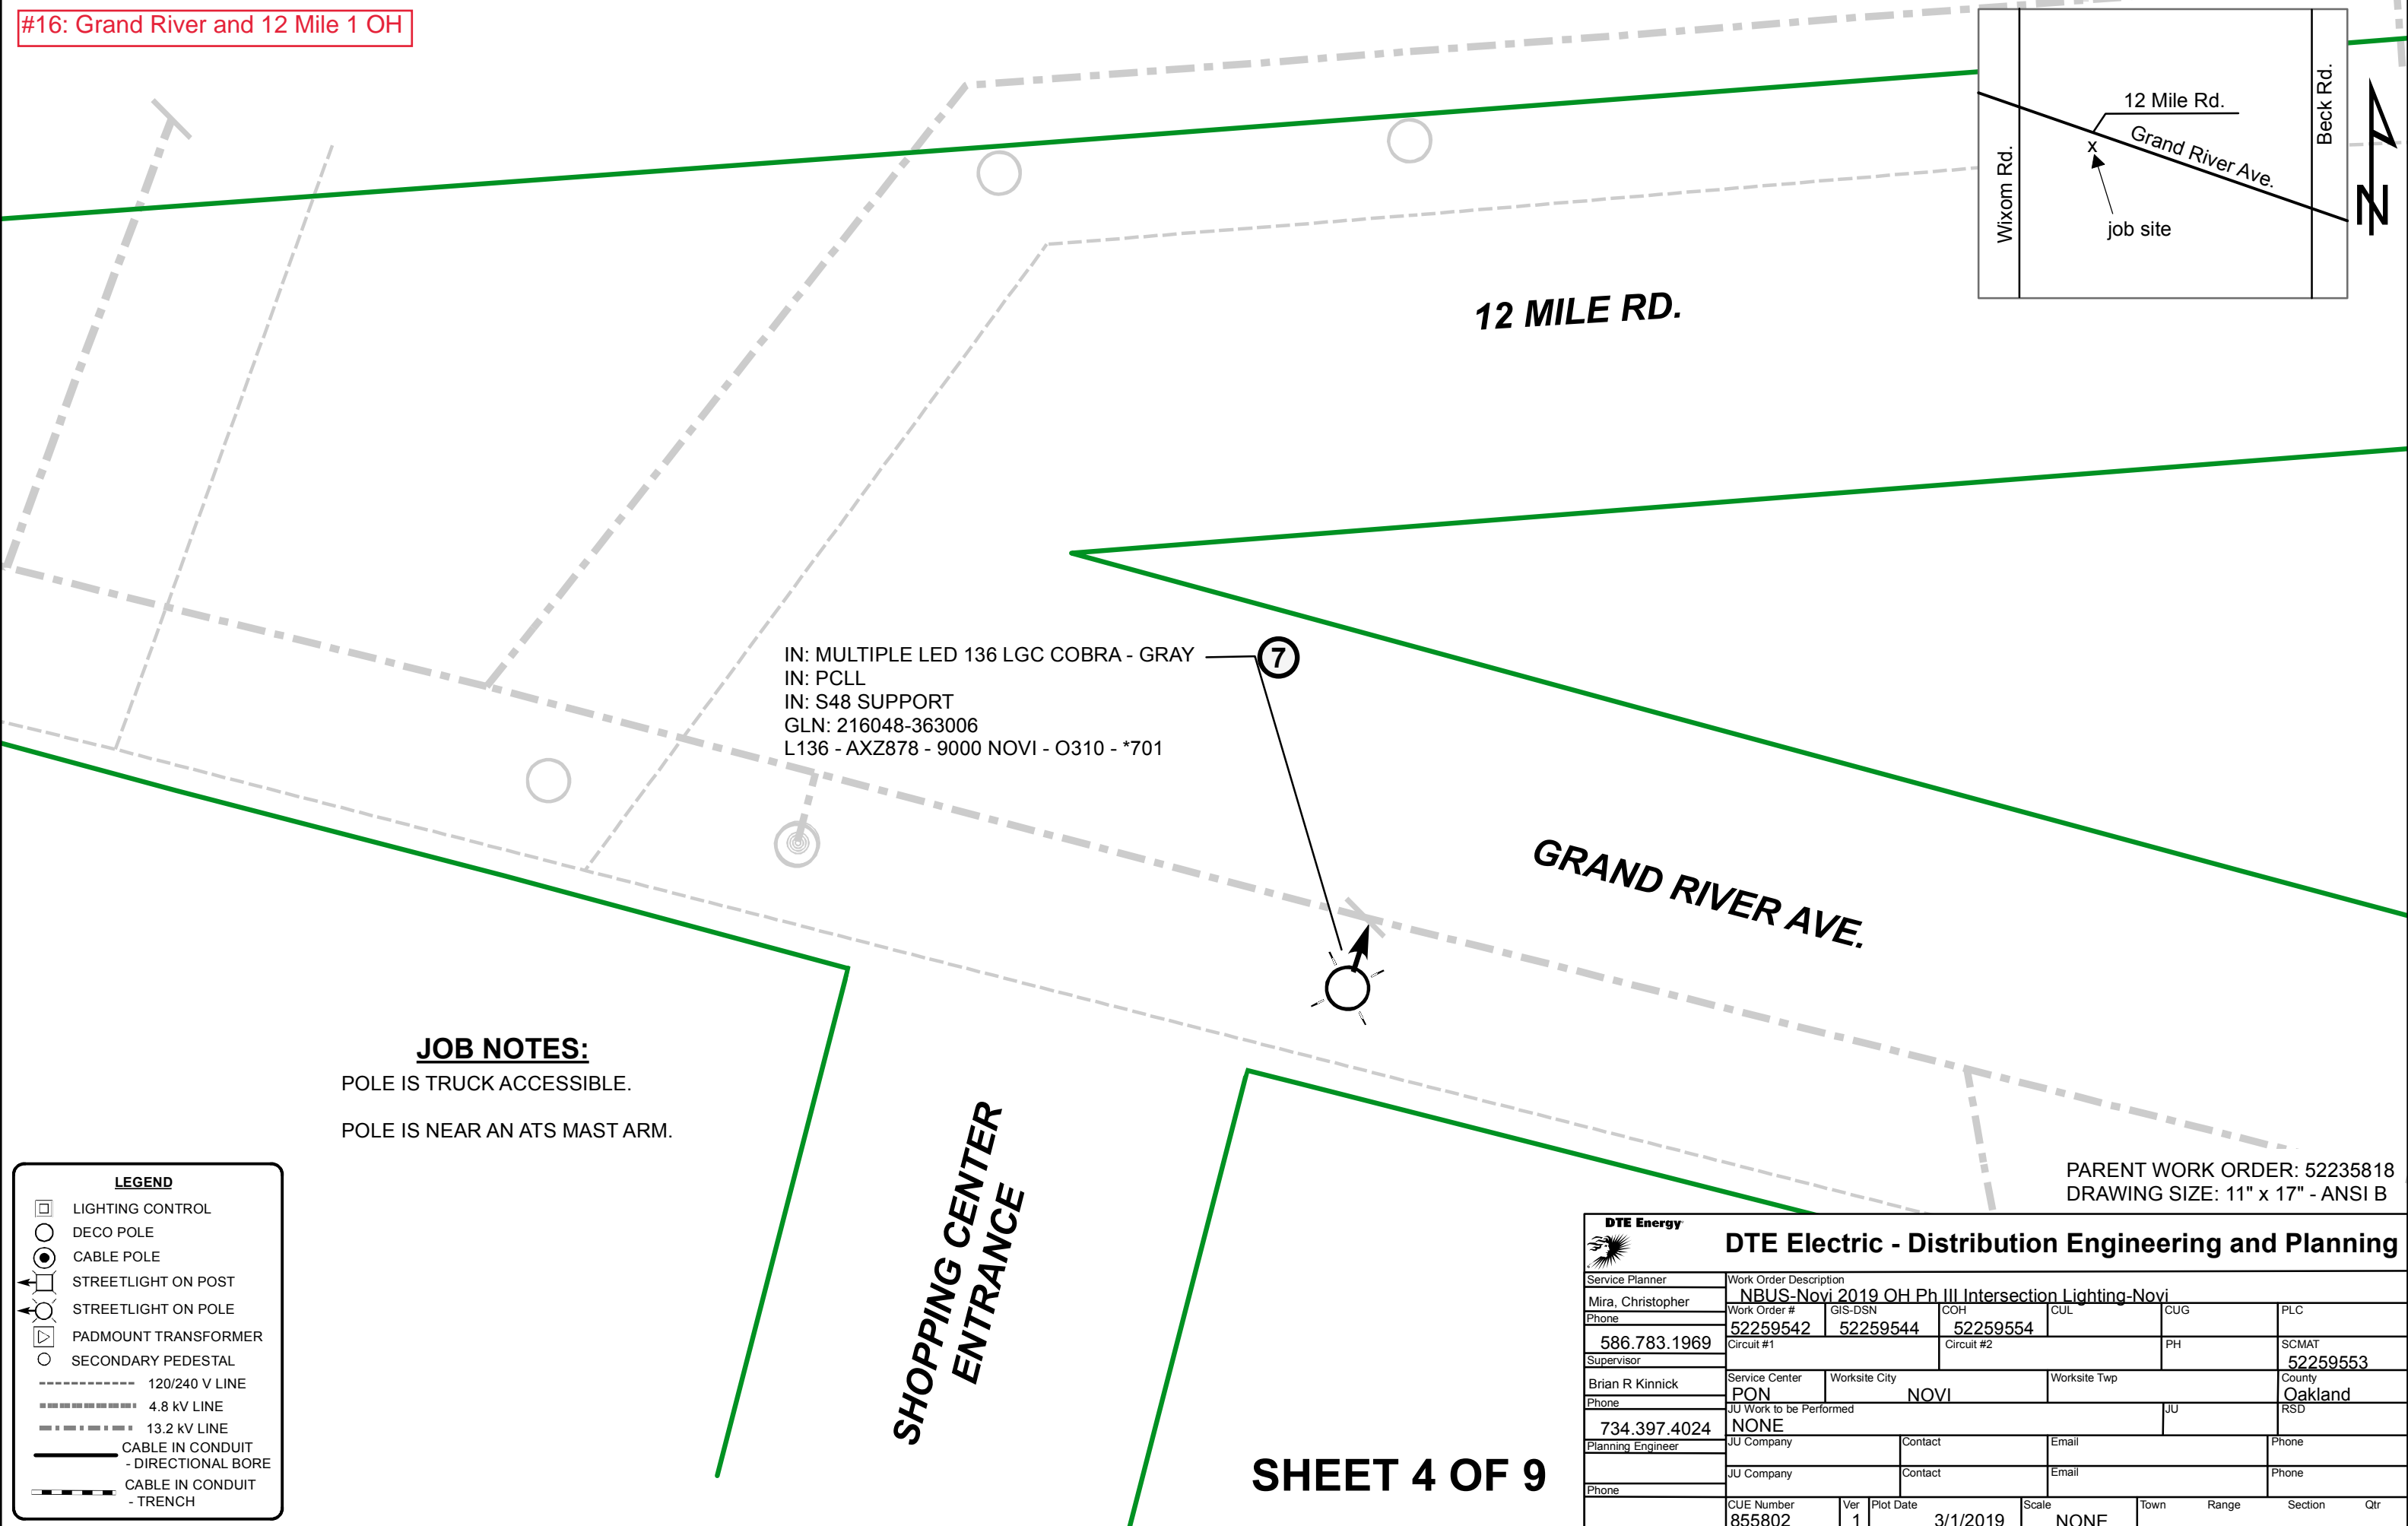 #16: Grand River and 12 Mile 1 OH
12 Mile Rd.
Grand River Ave.
Wixom Rd.
Beck Rd.
x
job site
N
12 MILE RD.
IN: MULTIPLE LED 136 LGC COBRA - GRAY
7
IN: PCLL
IN: S48 SUPPORT
GLN: 216048-363006
L136 - AXZ878 - 9000 NOVI - O310 - *701
GRAND RIVER AVE.
JOB NOTES:
POLE IS TRUCK ACCESSIBLE.
POLE IS NEAR AN ATS MAST ARM.
SHOPPING CENTER
ENTRANCE
LEGEND
LIGHTING CONTROL
DECO POLE
CABLE POLE
STREETLIGHT ON POST
STREETLIGHT ON POLE
PADMOUNT TRANSFORMER
SECONDARY PEDESTAL
120/240 V LINE
4.8 kV LINE
13.2 kV LINE
CABLE IN CONDUIT
- DIRECTIONAL BORE
CABLE IN CONDUIT
- TRENCH
SHEET 4 OF 9
PARENT WORK ORDER: 52235818
DRAWING SIZE: 11" x 17" - ANSI B
DTE Energy
DTE Electric - Distribution Engineering and Planning
Service Planner
Mira, Christopher
Phone
586.783.1969
Supervisor
Brian R Kinnick
Phone
734.397.4024
Planning Engineer
Phone
Work Order Description
NBUS-Novi 2019 OH Ph III Intersection Lighting-Novi
Work Order # GIS-DSN COH CUL CUG PLC
52259542 52259544 52259554
Circuit #1 Circuit #2 PH SCMAT
52259553
Service Center Worksite City Worksite Twp County
PON NOVI Oakland
JU Work to be Performed JU RSD
NONE
JU Company Contact Email Phone
JU Company Contact Email Phone
CUE Number Ver Plot Date Scale Town Range Section Qtr
855802 1 3/1/2019 NONE